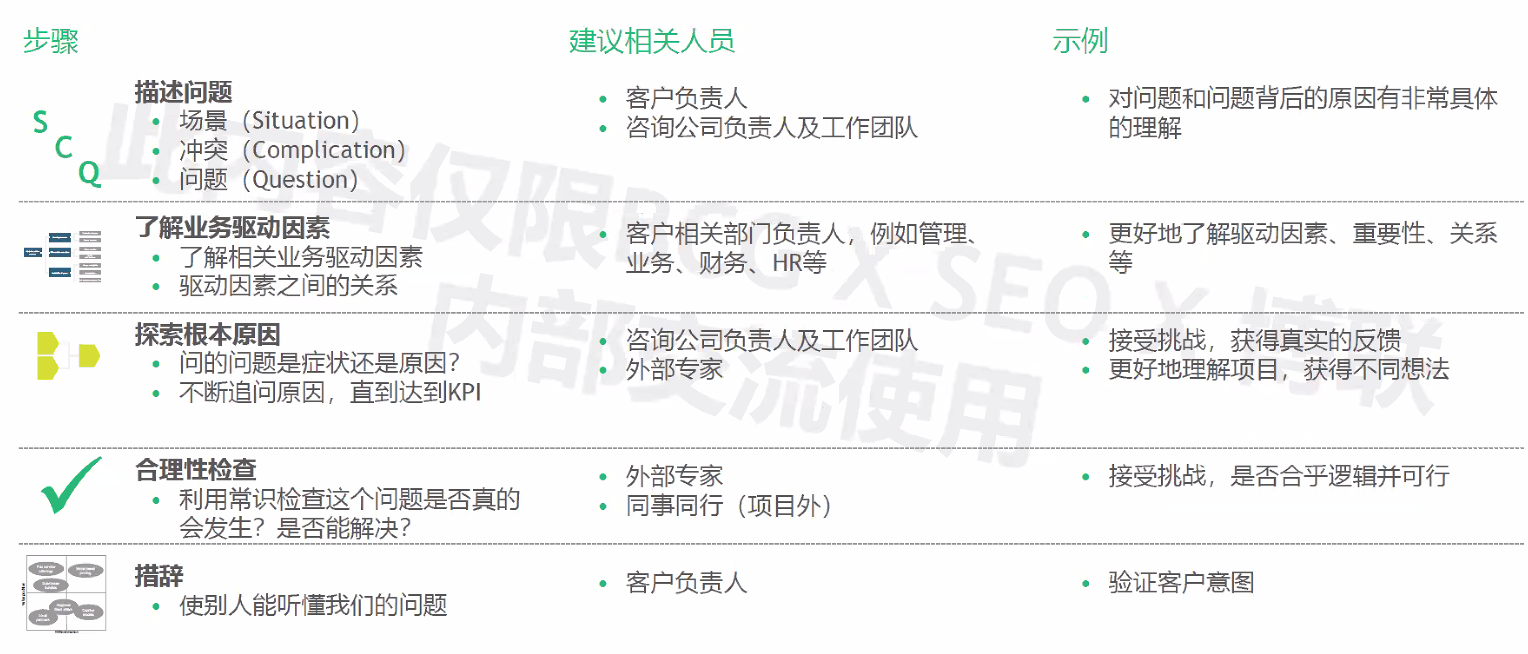 步骤
建议相关人员
示例
S
C
Q
描述问题
• 场景（Situation）
• 冲突（Complication）
• 问题（Question）
• 客户负责人
• 咨询公司负责人及工作团队
• 对问题和问题背后的原因有非常具体
的理解
了解业务驱动因素
• 了解相关业务驱动因素
• 驱动因素之间的关系
• 客户相关部门负责人，例如管理、
业务、财务、HR等
• 更好地了解驱动因素、重要性、关系
等
探索根本原因
• 问的问题是症状还是原因？
• 不断追问原因，直到达到KPI
• 咨询公司负责人及工作团队
• 外部专家
• 接受挑战，获得真实的反馈
• 更好地理解项目，获得不同想法
合理性检查
• 利用常识检查这个问题是否真的
会发生？是否能解决？
• 外部专家
• 同事同行（项目外）
• 接受挑战，是否合乎逻辑并可行
措辞
• 使别人能听懂我们的问题
• 客户负责人
• 验证客户意图
此内容仅限BCG X SEO X 博联
内部交流使用